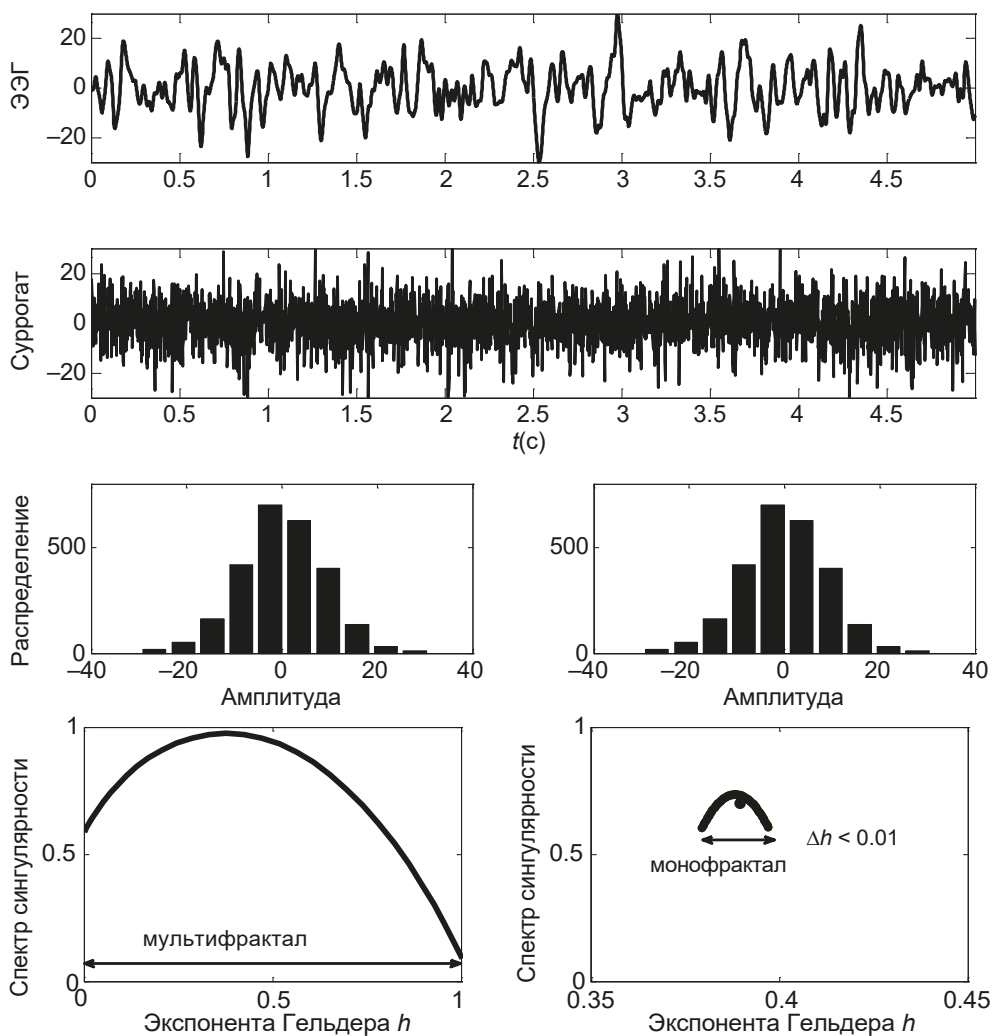 ЭЭГ
20
0
–20
0 0.5 1 1.5 2 2.5 3 3.5 4 4.5
Суррогат
20
0
–20
0 0.5 1 1.5 2 2.5 3 3.5 4 4.5
t(c)
Распределение
500
0
–40 –20 0 20 40
Амплитуда
500
0
–40 –20 0 20 40
Амплитуда
Спектр сингулярности
1
0.5
0
мультифрактал
0 0.5 1
Экспонента Гельдера h
Спектр сингулярности
1
0.5
0
Δh < 0.01
монофрактал
0.35 0.4 0.45
Экспонента Гельдера h